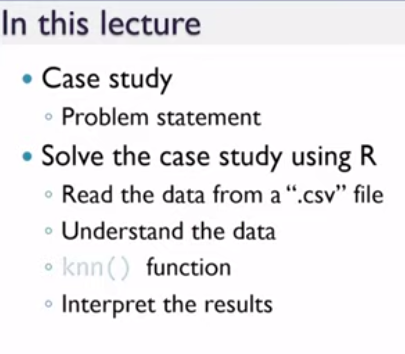 In this lecture
• Case study
◦ Problem statement
• Solve the case study using R
◦ Read the data from a “.csv” file
◦ Understand the data
◦ knn() function
◦ Interpret the results